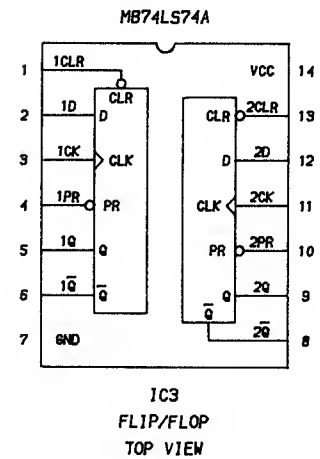 MB74LS74A
1 1CLR CLR VCC 14
2 1D D CLR 2CLR 13
3 1CK CLK D 2D 12
4 1PR PR CLK 2CK 11
5 1Q Q PR 2PR 10
6 1Q̅ Q̅ Q 2Q 9
7 GND Q̅ 2Q̅ 8
IC3
FLIP/FLOP
TOP VIEW